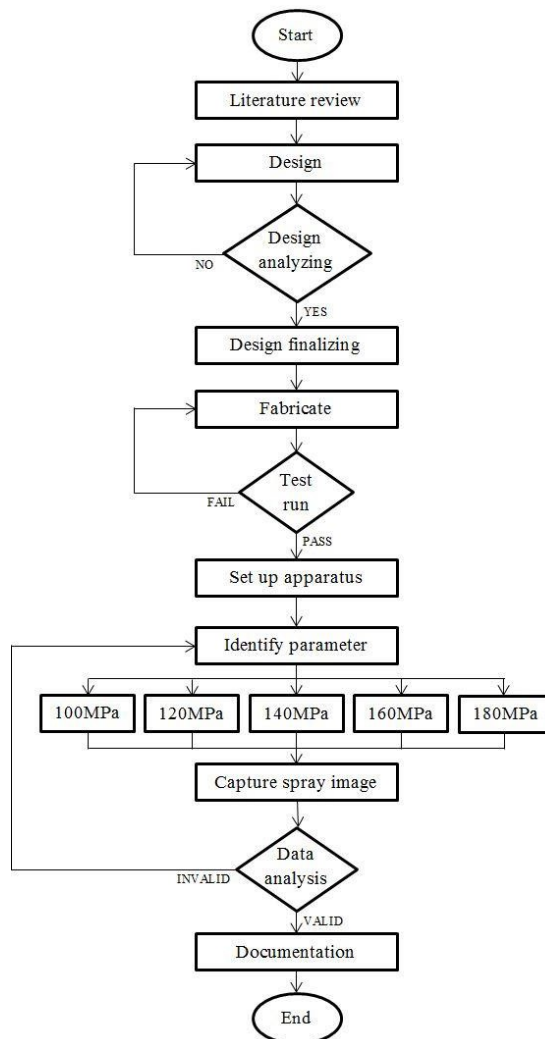 Start
Literature review
Design
Design
analyzing
NO
YES
Design finalizing
Fabricate
Test
run
FAIL
PASS
Set up apparatus
Identify parameter
100MPa
120MPa
140MPa
160MPa
180MPa
Capture spray image
Data
analysis
INVALID
VALID
Documentation
End